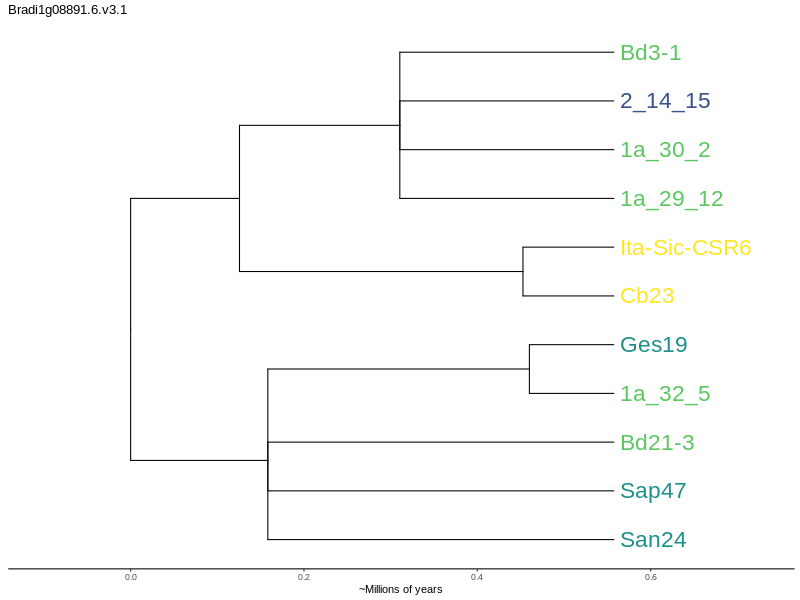 Bradi1g08891.6.v3.1
Bd3-1
2_14_15
1a_30_2
1a_29_12
Ita-Sic-CSR6
Cb23
Ges19
1a_32_5
Bd21-3
Sap47
San24
0.0 0.2 0.4 0.6
~Millions of years